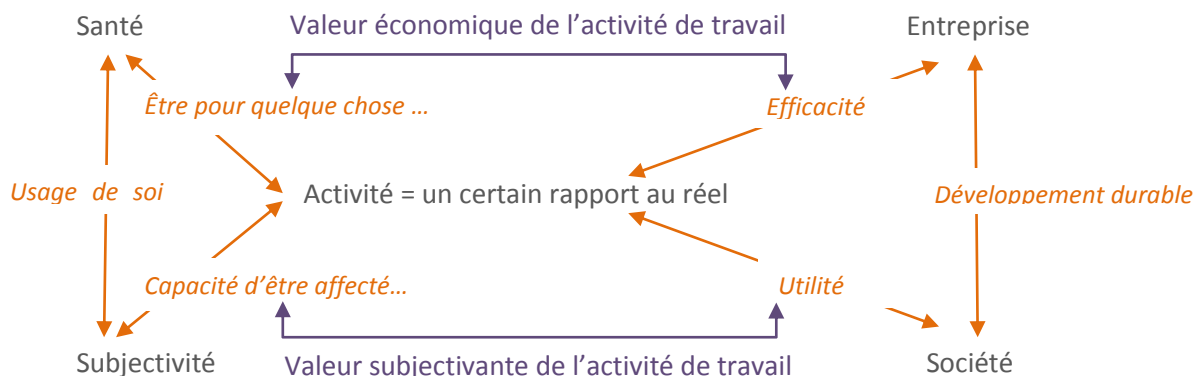 Santé
Valeur économique de l’activité de travail
Entreprise
Être pour quelque chose …
Efficacité
Usage de soi
Activité = un certain rapport au réel
Développement durable
Capacité d’être affecté…
Utilité
Subjectivité
Valeur subjectivante de l’activité de travail
Société